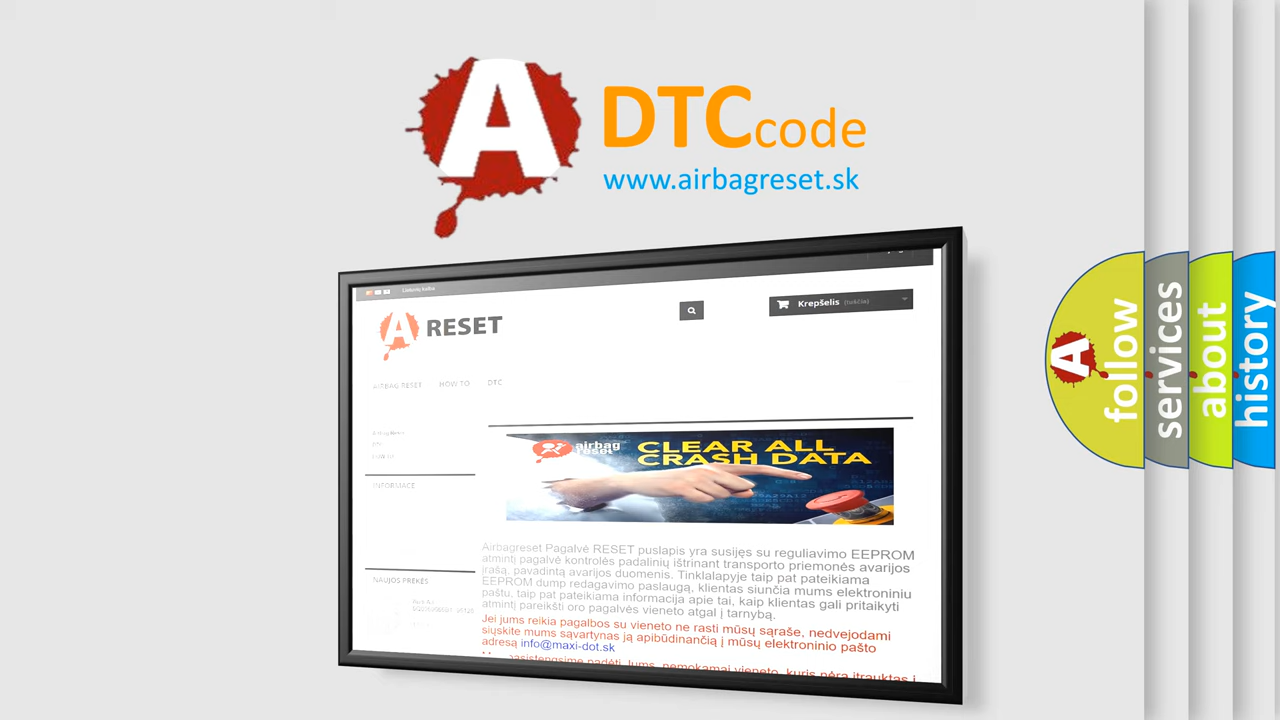 A DTCcode
www.airbagreset.sk
Lietuvių kalba
A RESET
Krepšelis (tuščia)
AIRBAG RESET HOW TO DTC
airbag
reset
CLEAR ALL
CRASH DATA
INFORMACE
Airbagreset Pagalvė RESET puslapis yra susijęs su reguliavimo EEPROM
atmintį pagalvė kontrolės padalinių ištrinant transporto priemonės avarijos
įrašą, pavadintą avarijos duomenis. Tinklalapyje taip pat pateikiama
EEPROM dump redagavimo paslaugą, klientas siunčia mums elektroniniu
paštu, taip pat pateikiama informacija apie tai, kaip klientas gali pritaikyti
atmintį pareikšti oro pagalvės vieneto atgal į tarnybą.
NAUJOS PREKĖS
Jei jums reikia pagalbos su vieneto ne rasti mūsų sąraše, nedvejodami
siųskite mums sąvartynas ją apibūdinančią į mūsų elektroninio pašto
adresą info@maxi-dot.sk
A follow
services
about
history